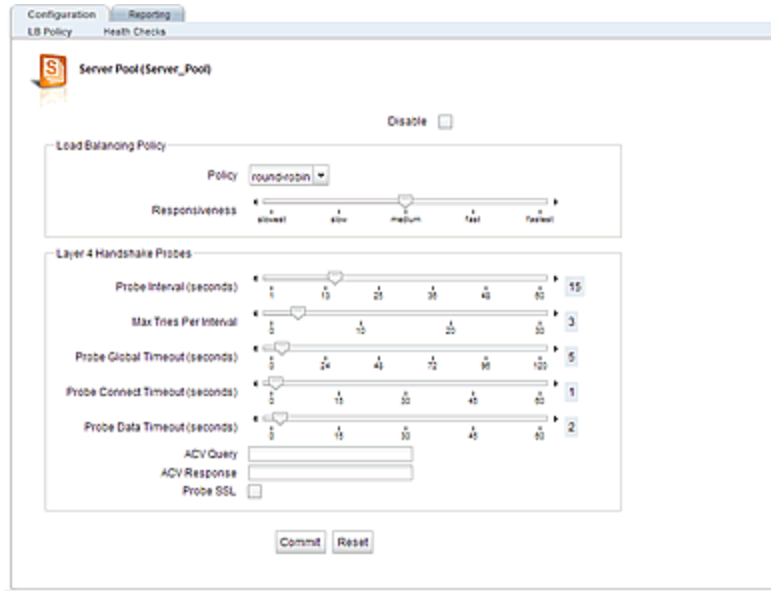 Configuration Reporting
LB Policy Health Checks
Server Pool (Server_Pool)
Disable
Load Balancing Policy
Policy round-robin
Responsiveness
slowest slow medium fast fastest
Layer 4 Handshake Probes
Probe Interval (seconds) 15
1 13 25 36 48 60
Max Tries Per Interval 3
0 10 20 30
Probe Global Timeout (seconds) 5
0 24 48 72 96 120
Probe Connect Timeout (seconds) 1
0 15 30 45 60
Probe Data Timeout (seconds) 2
0 15 30 45 60
ACV Query
ACV Response
Probe SSL
Commit Reset